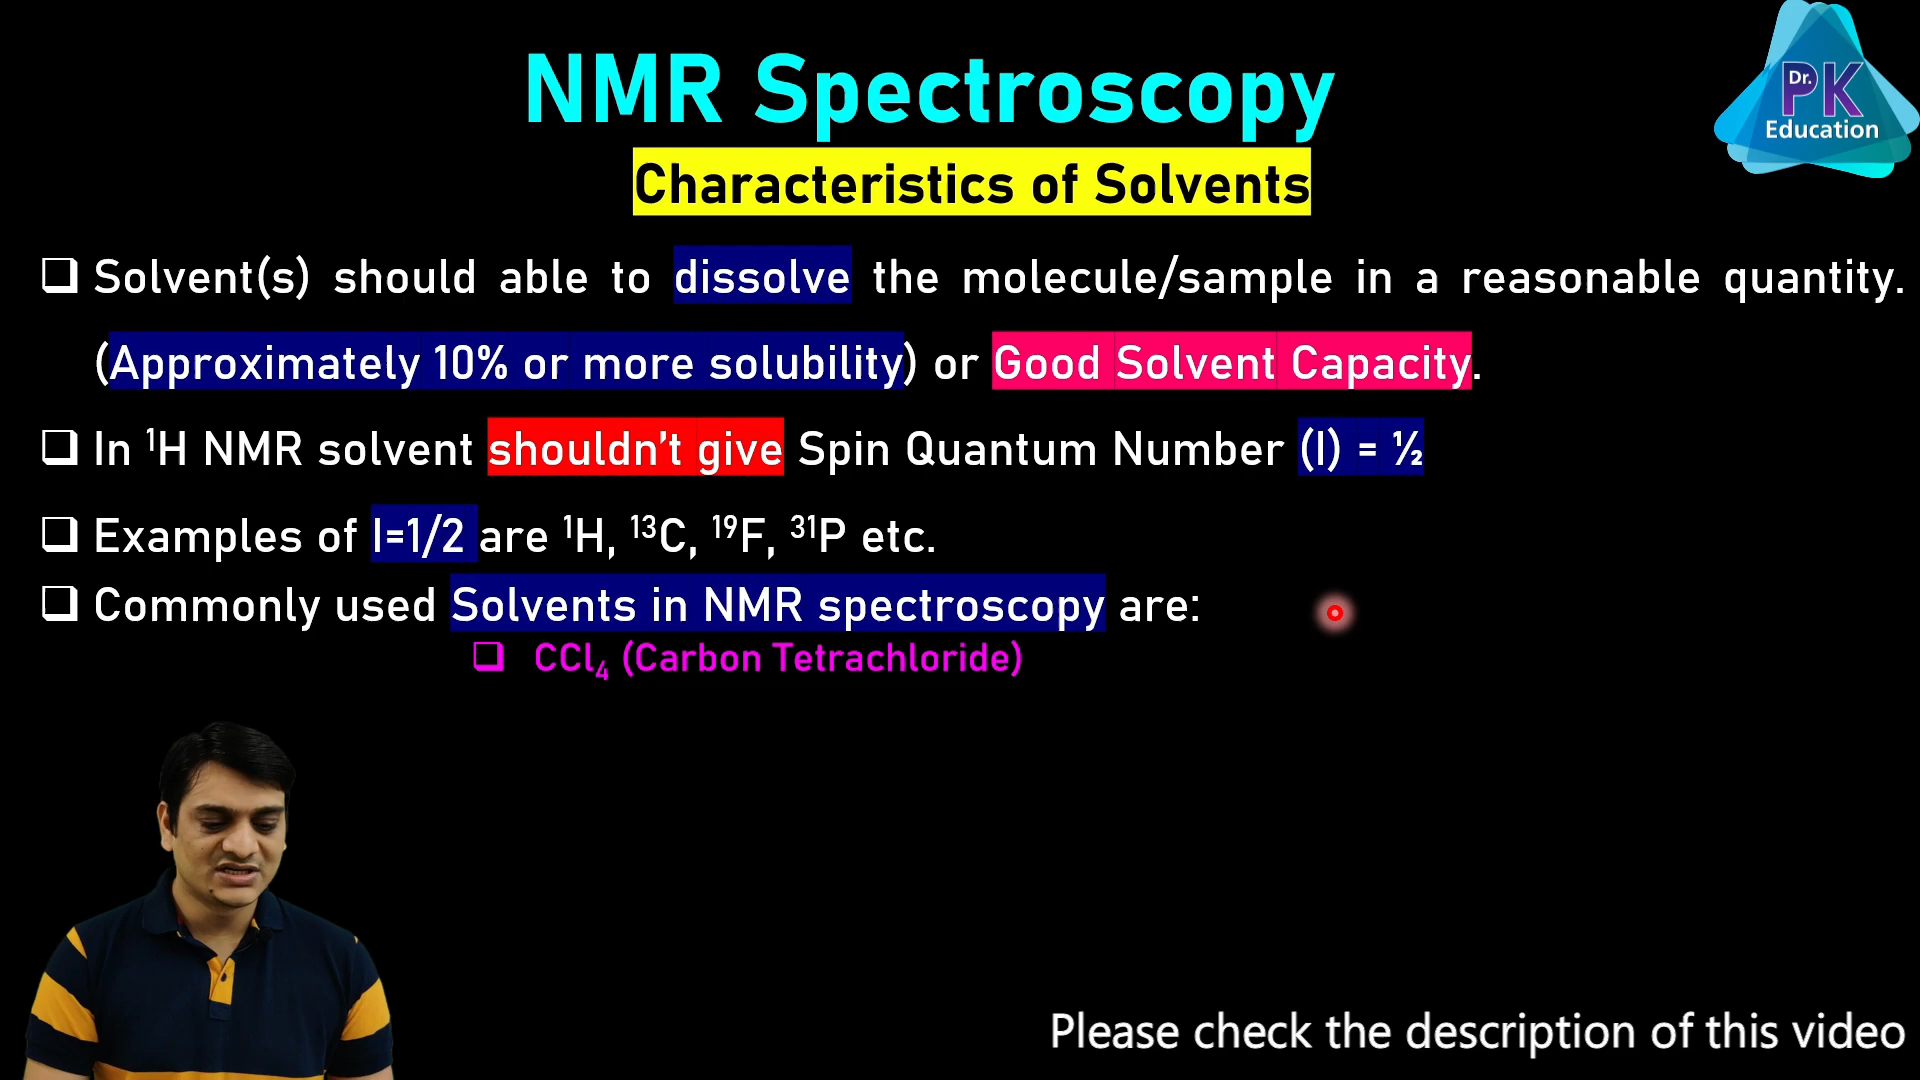 NMR Spectroscopy
Dr.
PK
Education
Characteristics of Solvents
❑ Solvent(s) should able to dissolve the molecule/sample in a reasonable quantity.
(Approximately 10% or more solubility) or Good Solvent Capacity.
❑ In ¹H NMR solvent shouldn’t give Spin Quantum Number (I) = ½
❑ Examples of I=1/2 are ¹H, ¹³C, ¹⁹F, ³¹P etc.
❑ Commonly used Solvents in NMR spectroscopy are:
❑ CCl₄ (Carbon Tetrachloride)
Please check the description of this video